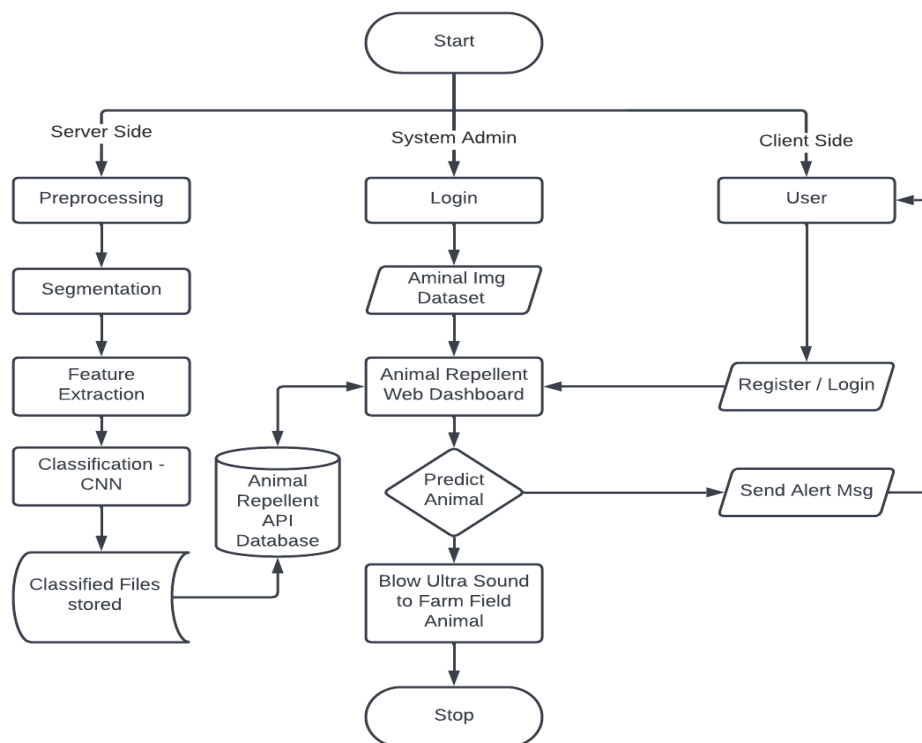 Start
Server Side
System Admin
Client Side
Preprocessing
Login
User
Segmentation
Aminal Img
Dataset
Feature
Extraction
Animal Repellent
Web Dashboard
Register / Login
Classification -
CNN
Animal
Repellent
API
Database
Predict
Animal
Send Alert Msg
Classified Files
stored
Blow Ultra Sound
to Farm Field
Animal
Stop